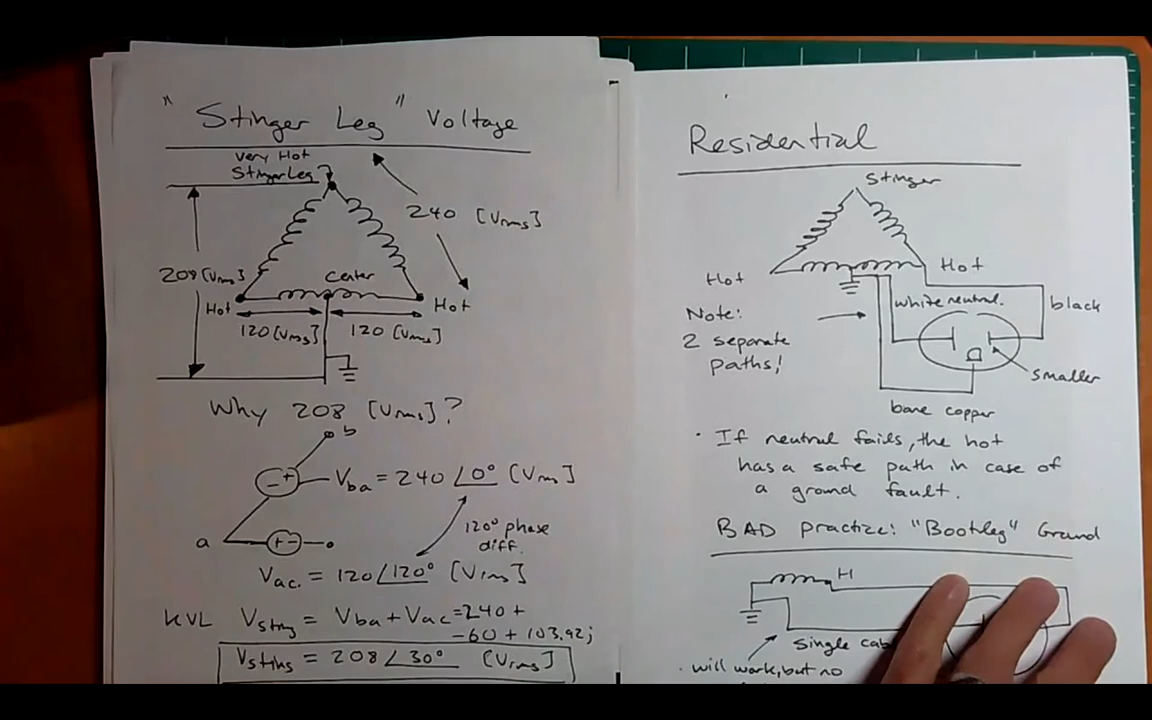 "Stinger Leg" Voltage
very Hot
Stinger Leg
240 [Vrms]
208 [Vrms]
center
Hot
Hot
120 [Vrms]
120 [Vrms]
Why 208 [Vrms]?
b
Vba = 240 ∠0° [Vrms]
120° phase
diff.
a
Vac = 120 ∠120° [Vrms]
KVL Vsting = Vba + Vac = 240 +
-60 + 103.92j
Vsting = 208 ∠30° [Vrms]
Residential
Stinger
Hot
Hot
white neutral.
black
Note:
2 separate
paths!
smaller
bare copper
· If neutral fails, the hot
has a safe path in case of
a ground fault.
BAD practice: "Bootleg" Ground
H
single cab
· will work, but no